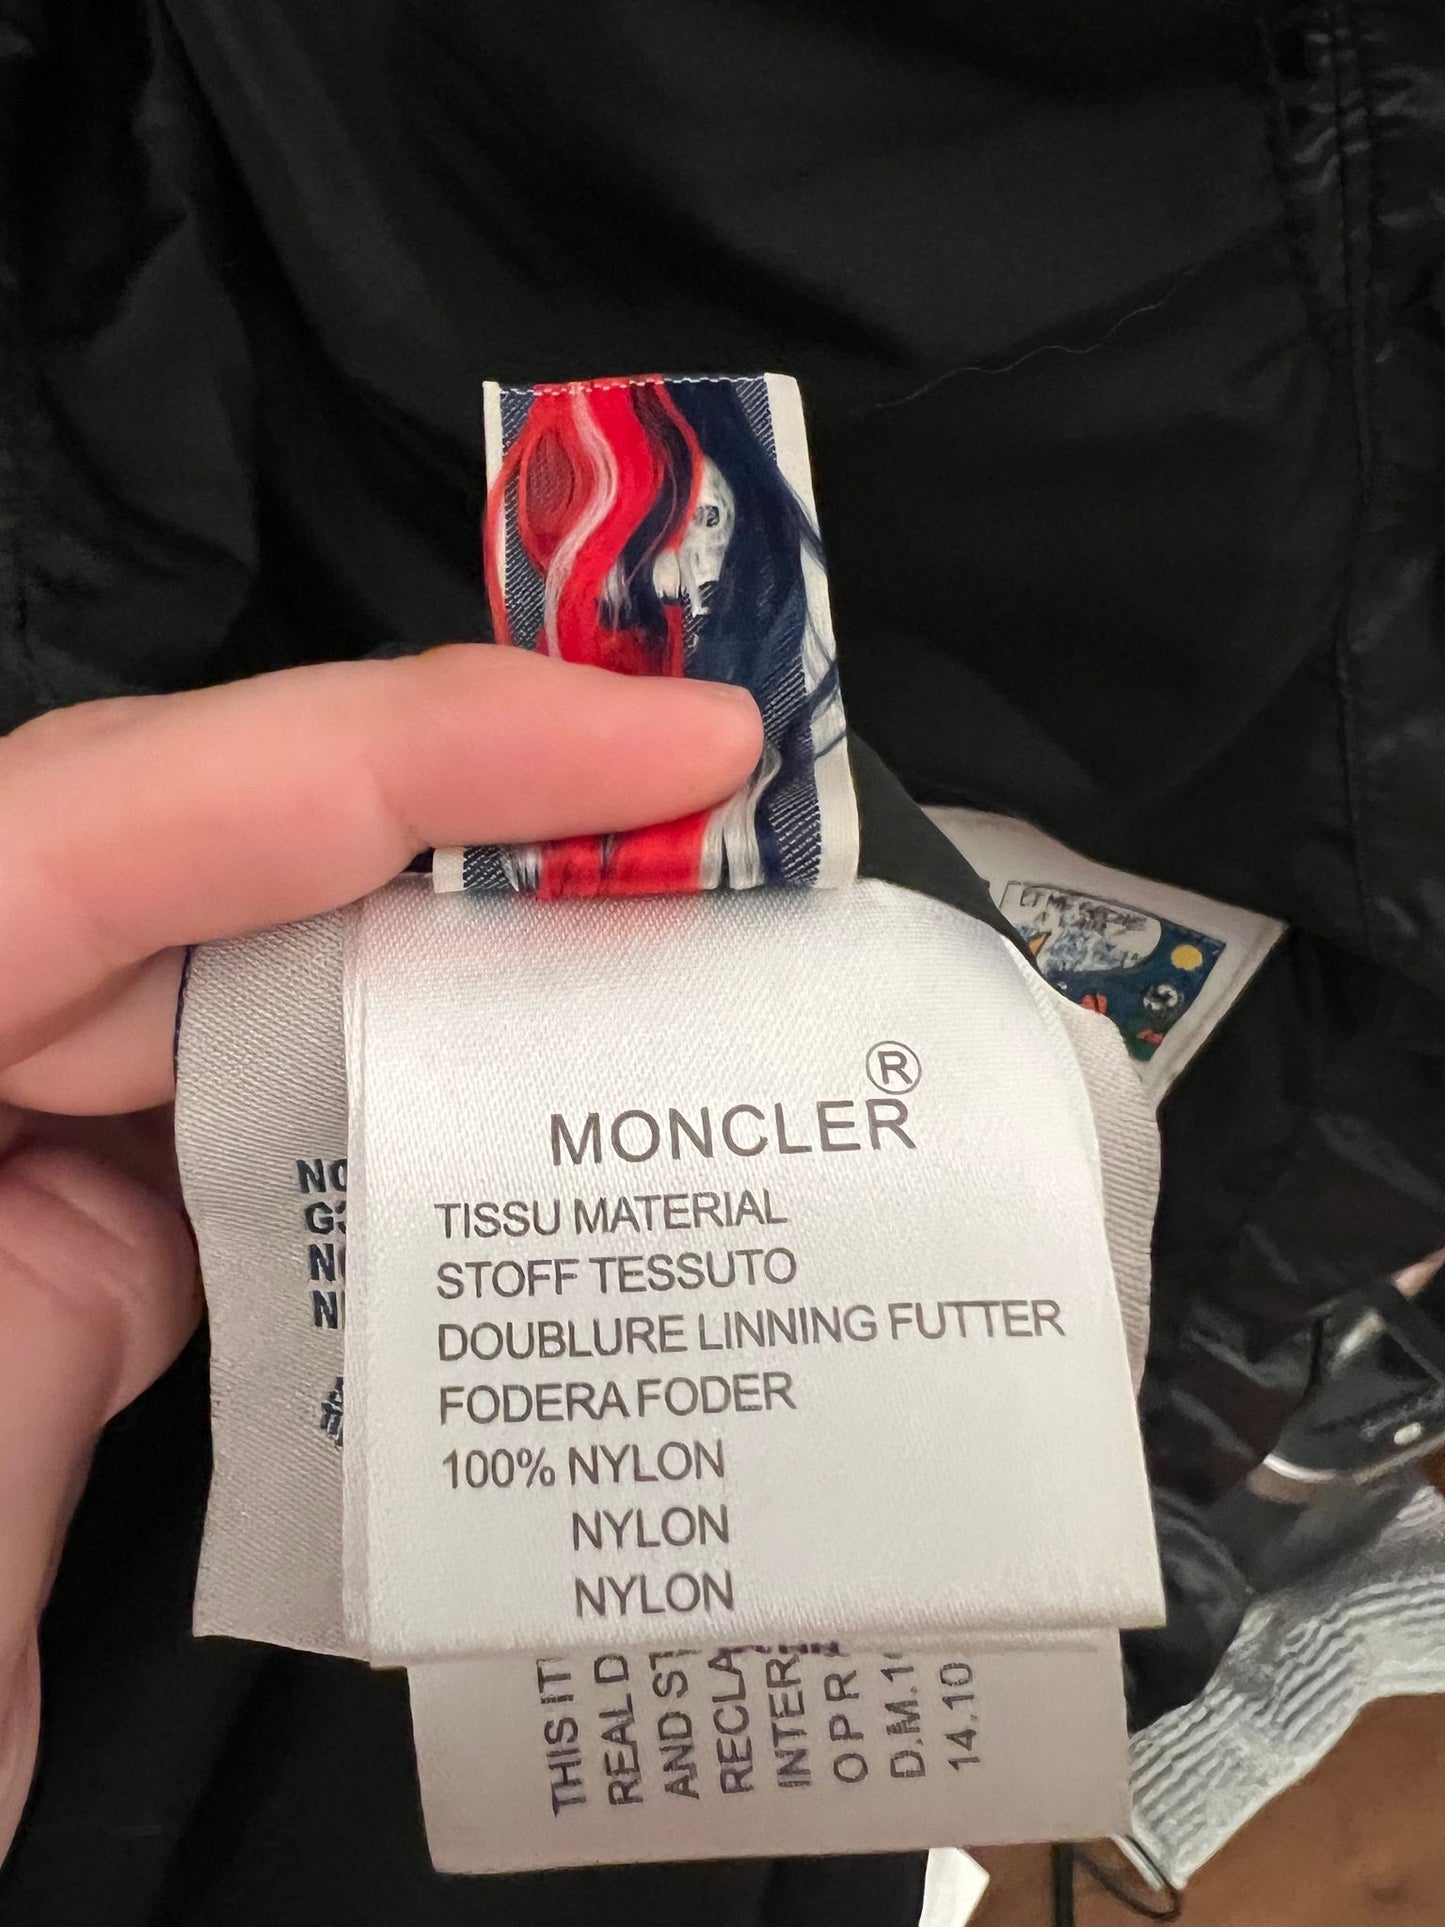 MONCLER®
TISSU MATERIAL
STOFF TESSUTO
DOUBLURE LINNING FUTTER
FODERA FODER
100% NYLON
NYLON
NYLON
THIS IT
REAL D
AND ST
RECLA
INTER
OPR
D.M.1
14.10